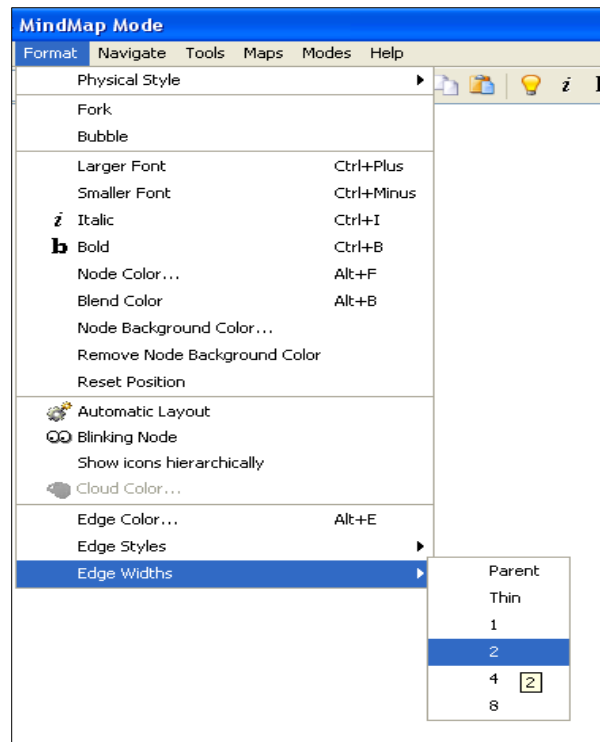 MindMap Mode
Format Navigate Tools Maps Modes Help
Physical Style
i
Fork
Bubble
Larger Font Ctrl+Plus
Smaller Font Ctrl+Minus
i Italic Ctrl+I
b Bold Ctrl+B
Node Color... Alt+F
Blend Color Alt+B
Node Background Color...
Remove Node Background Color
Reset Position
Automatic Layout
Blinking Node
Show icons hierarchically
Cloud Color...
Edge Color... Alt+E
Edge Styles
Edge Widths
Parent
Thin
1
2
4 2
8